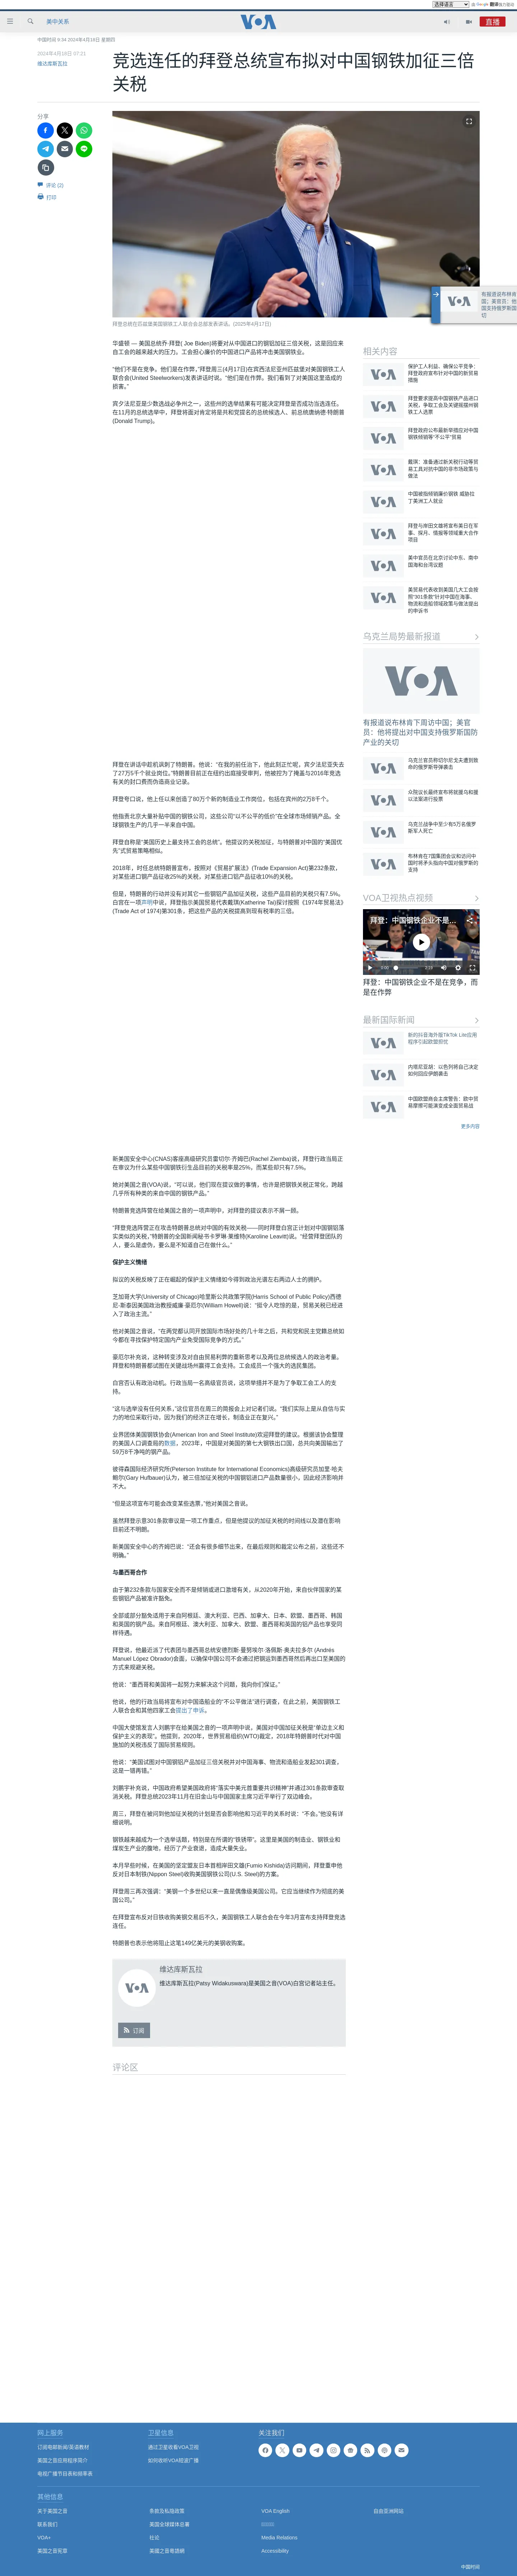 选择语言
由 Google 翻译强力驱动
美中关系
VOA
直播
中国时间 8:34 2024年4月18日 星期四
2024年4月18日 07:21
维达库斯瓦拉
竞选连任的拜登总统宣布拟对中国钢铁加征三倍
关税
分享
评论 (2)
打印
拜登总统在匹兹堡美国钢铁工人联合会总部发表讲话。(2025年4月17日)
华盛顿 — 美国总统乔·拜登( Joe Biden)将要对从中国进口的钢铝加征三倍关税，这是回应来
自工会的越来越大的压力。工会担心廉价的中国进口产品将冲击美国钢铁业。
“他们不是在竞争。他们是在作弊，”拜登周三(4月17日)在宾西法尼亚州匹兹堡对美国钢铁工人
联合会(United Steelworkers)发表讲话时说。“他们是在作弊。我们看到了对美国这里造成的
损害。”
宾夕法尼亚是少数选战必争州之一，这些州的选举结果有可能决定拜登是否成功当选连任。
在11月的总统选举中，拜登将面对肯定将是共和党提名的总统候选人、前总统唐纳德·特朗普
(Donald Trump)。
拜登在讲话中趁机讽刺了特朗普。他说：“在我的前任治下，他此刻正忙呢，宾夕法尼亚失去
了27万5千个就业岗位。”特朗普目前正在纽约出庭接受审判，他被控为了掩盖与2016年竞选
有关的封口费而伪造商业记录。
拜登夸口说，他上任以来创造了80万个新的制造业工作岗位，包括在宾州的2万8千个。
他指责北京大量补贴中国的钢铁公司，这些公司“以不公平的低价”在全球市场倾销产品。全
球钢铁生产的几乎一半来自中国。
拜登自称是“美国历史上最支持工会的总统”。他提议的关税加征，与特朗普对中国的“美国优
先”式贸易策略相似。
2018年，时任总统特朗普宣布，按照对《贸易扩展法》(Trade Expansion Act)第232条款，
对某些进口钢产品征收25%的关税，对某些进口铝产品征收10%的关税。
但是，特朗普的行动并没有对其它一些钢铝产品加征关税，这些产品目前的关税只有7.5%。
白宫在一项声明中说，拜登指示美国贸易代表戴琪(Katherine Tai)探讨按照《1974年贸易法》
(Trade Act of 1974)第301条，把这些产品的关税提高到现有税率的三倍。
新美国安全中心(CNAS)客座高级研究员蕾切尔·齐姆巴(Rachel Ziemba)说，拜登行政当局正
在审议为什么某些中国钢铁衍生品目前的关税率是25%，而某些却只有7.5%。
她对美国之音(VOA)说，“可以说，他们现在提议做的事情，也许是把钢铁关税正常化，跨越
几乎所有种类的来自中国的钢铁产品。”
特朗普竞选阵营在给美国之音的一项声明中，对拜登的提议表示不屑一顾。
“拜登竞选阵营正在攻击特朗普总统对中国的有效关税——同时拜登白宫正计划对中国钢铝落
实类似的关税，”特朗普的全国新闻秘书卡罗琳·莱维特(Karoline Leavitt)说。“经营拜登团队的
人，要么是虚伪，要么是不知道自己在做什么。”
保护主义情绪
拟议的关税反映了正在崛起的保护主义情绪如今得到政治光谱左右两边人士的拥护。
芝加哥大学(University of Chicago)哈里斯公共政策学院(Harris School of Public Policy)西德
尼·斯泰因美国政治教授威廉·豪厄尔(William Howell)说：“挺令人吃惊的是，贸易关税已经进
入了政治主流。”
他对美国之音说，“在两党都认同开放国际市场好处的几十年之后，共和党和民主党籍总统如
今都在寻找保护特定国内产业免受国际竞争的方式。”
豪厄尔补充说，这种转变涉及对自由贸易利弊的重新思考以及两位总统候选人的政治考量。
拜登和特朗普都试图在关键战场州赢得工会支持。工会成员一个强大的选民集团。
白宫否认有政治动机。行政当局一名高级官员说，这项举措并不是为了争取工会工人的支
持。
“这与选举没有任何关系，”这位官员在周三的简报会上对记者们说。“我们实际上是从自信与实
力的地位采取行动，因为我们的经济正在增长，制造业正在复兴。”
业界团体美国钢铁协会(American Iron and Steel Institute)欢迎拜登的建议。根据该协会整理
的美国人口调查局的数据，2023年，中国是对美国的第七大钢铁出口国，总共向美国输出了
59万8千净吨的钢产品。
彼得森国际经济研究所(Peterson Institute for International Economics)高级研究员加里·哈夫
鲍尔(Gary Hufbauer)认为，被三倍加征关税的中国钢铝进口产品数量很小，因此经济影响并
不大。
“但是这项宣布可能会改变某些选票，”他对美国之音说。
虽然拜登示意301条款审议是一项工作重点，但是他提议的加征关税的时间线以及潜在影响
目前还不明朗。
新美国安全中心的齐姆巴说：“还会有很多细节出来，在最后规则和裁定公布之前，这些还不
明确。”
与墨西哥合作
由于第232条款与国家安全而不是倾销或进口激增有关，从2020年开始，来自伙伴国家的某
些钢铝产品被准许豁免。
全部或部分豁免适用于来自阿根廷、澳大利亚、巴西、加拿大、日本、欧盟、墨西哥、韩国
和英国的钢产品。来自阿根廷、澳大利亚、加拿大、欧盟、墨西哥和英国的铝产品也享受同
样待遇。
拜登说，他最近派了代表团与墨西哥总统安德烈斯·曼努埃尔·洛佩斯·奥夫拉多尔 (Andrés
Manuel López Obrador)会面，以确保中国公司不会通过把钢运到墨西哥然后再出口至美国的
方式来规避关税。
他说：“墨西哥和美国将一起努力来解决这个问题，我向你们保证。”
他说，他的行政当局将宣布对中国造船业的“不公平做法”进行调查，在此之前，美国钢铁工
人工会和其他四家工会提出了申诉。
中国大使馆发言人刘鹏宇在给美国之音的一项声明中说，美国对中国加征关税是“单边主义和
保护主义的表现”。他提到，2020年，世界贸易组织(WTO)裁定，2018年特朗普时代对中国
施加的关税违反了国际贸易规则。
他说：“美国试图对中国钢铝产品加征三倍关税并对中国海事、物流和造船业发起301调查，
这是一错再错。”
刘鹏宇补充说，中国政府希望美国政府将“落实中美元首重要共识精神”并通过301条款审查取
消关税。拜登总统2023年11月在旧金山与中国国家主席习近平举行了双边峰会。
周三，拜登在被问到他加征关税的计划是否会影响他和习近平的关系时说：“不会。”他没有详
细说明。
钢铁越来越成为一个选举话题，特别是在所谓的“铁锈带”。这里是美国的制造业、钢铁业和
煤炭生产业的腹地，经历了产业衰退，造成大量失业。
本月早些时候，在美国的坚定盟友日本首相岸田文雄(Fumio Kishida)访问期间，拜登重申他
反对日本制铁(Nippon Steel)收购美国钢铁公司(U.S. Steel)的方案。
拜登周三再次强调：“美钢一个多世纪以来一直是偶像级美国公司。它应当继续作为彻底的美
国公司。”
在拜登宣布反对日铁收购美钢交易后不久，美国钢铁工人联合会在今年3月宣布支持拜登竞选
连任。
特朗普也表示他将阻止这笔149亿美元的美钢收购案。
维达库斯瓦拉
维达库斯瓦拉(Patsy Widakuswara)是美国之音(VOA)白宫记者站主任。
订阅
评论区
有报道说布林肯
国；美国官员：他
国支持俄罗斯国
切
相关内容
保护工人利益、确保公平竞争：
拜登政府宣布针对中国的新贸易
措施
拜登要求提高中国钢铁产品进口
关税，争取工会及关键摇摆州钢
铁工人选票
拜登政府公布最新举措应对中国
钢铁倾销等“不公平”贸易
戴琪：准备通过新关税行动等贸
易工具对抗中国的非市场政策与
做法
中国被指倾销廉价钢铁 威胁拉
丁美洲工人就业
拜登与岸田文雄将宣布美日在军
事、探月、情报等领域重大合作
项目
美中官员在北京讨论中东、南中
国海和台湾议题
美贸易代表收到美国几大工会按
照“301条款”针对中国在海事、
物流和造船领域政策与做法提出
的申诉书
乌克兰局势最新报道
有报道说布林肯下周访中国；美官
员：他将提出对中国支持俄罗斯国防
产业的关切
乌克兰官员称切尔尼戈夫遭到致
命的俄罗斯导弹袭击
众院议长最终宣布将就援乌和援
以法案进行投票
乌克兰战争中至少有5万名俄罗
斯军人死亡
布林肯在7国集团会议和访问中
国时将矛头指向中国对俄罗斯的
支持
VOA卫视热点视频
拜登：中国钢铁企业不是...
0:00
2:23
拜登：中国钢铁企业不是在竞争，而
是在作弊
最新国际新闻
新的抖音海外版TikTok Lite应用
程序引起欧盟担忧
内塔尼亚胡：以色列将自己决定
如何回应伊朗袭击
中国欧盟商会主席警告：欧中贸
易摩擦可能演变成全面贸易战
更多内容
网上服务
订阅电邮新闻/英语教材
美国之音应用程序简介
电视广播节目表和频率表
卫星信息
通过卫星收看VOA卫视
如何收听VOA短波广播
关注我们
其他信息
关于美国之音
条款及私隐政策
VOA English
自由亚洲网站
联系我们
美国全球媒体总署
VOA+
社论
Media Relations
美国之音宪章
美國之音粵語網
Accessibility
中国时间